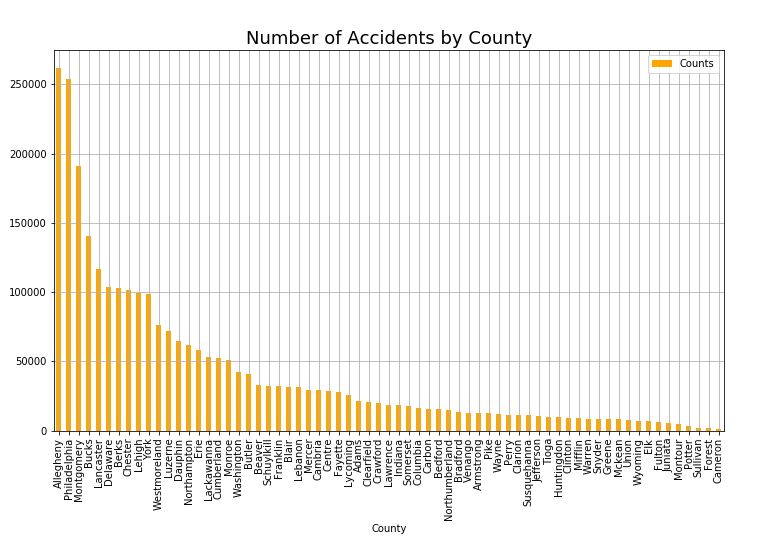 Number of Accidents by County
Counts
250000
200000
150000
100000
50000
0
Allegheny
Philadelphia
Montgomery
Bucks
Lancaster
Delaware
Berks
Chester
Lehigh
York
Westmoreland
Luzerne
Dauphin
Northampton
Erie
Lackawanna
Cumberland
Monroe
Washington
Butler
Beaver
Schuylkill
Franklin
Blair
Lebanon
Mercer
Cambria
Centre
Fayette
Lycoming
Adams
Clearfield
Crawford
Lawrence
Indiana
Somerset
Columbia
Carbon
Bedford
Northumberland
Bradford
Venango
Armstrong
Pike
Wayne
Perry
Clarion
Susquehanna
Jefferson
Tioga
Huntingdon
Clinton
Mifflin
Warren
Snyder
Greene
Mckean
Union
Wyoming
Elk
Fulton
Juniata
Montour
Potter
Sullivan
Forest
Cameron
County